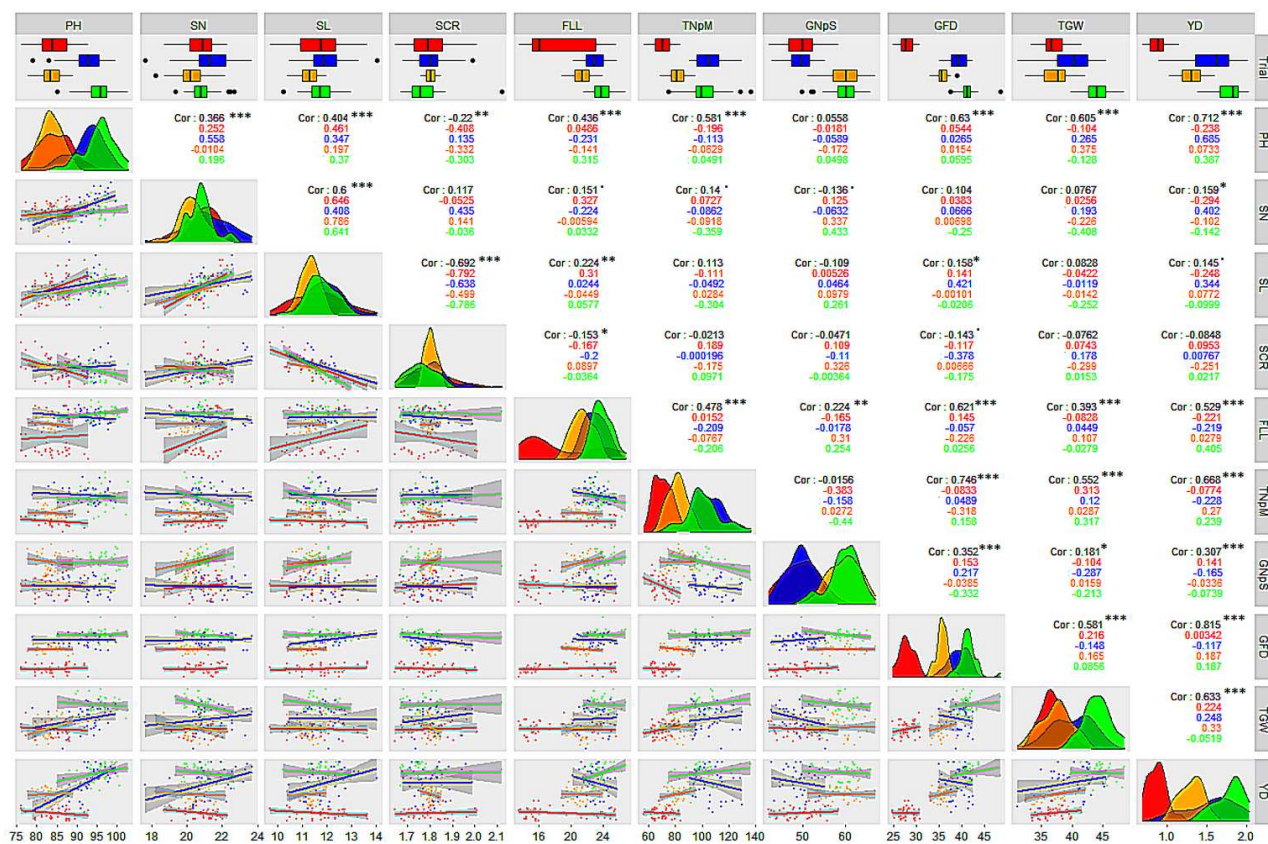 PH SN SL SCR FLL TNpM GNpS GFD TGW YD
Trial
Cor : 0.366 *** Cor : 0.404 *** Cor : -0.22 ** Cor : 0.436 *** Cor : 0.581 *** Cor : 0.0558 Cor : 0.63 *** Cor : 0.605 *** Cor : 0.712 ***
0.252 0.461 -0.408 0.0486 -0.196 -0.0181 0.0544 -0.104 -0.238
0.558 0.347 0.135 -0.231 -0.113 -0.0589 0.0265 0.265 0.685
-0.0104 0.197 -0.332 -0.141 -0.0829 -0.172 0.0154 0.375 0.0733
0.196 0.37 -0.303 0.315 0.0491 0.0498 0.0595 -0.128 0.387
PH
Cor : 0.6 *** Cor : 0.117 Cor : 0.151 · Cor : 0.14 · Cor : -0.136 · Cor : 0.104 Cor : 0.0767 Cor : 0.159 *
0.646 -0.0525 0.327 0.0727 0.125 0.0383 0.0256 -0.294
0.408 0.435 -0.224 -0.0862 -0.0632 0.0666 0.193 0.402
0.786 0.141 -0.00594 -0.0918 0.337 0.00698 -0.226 -0.102
0.641 -0.036 0.0332 -0.359 0.433 -0.25 -0.408 -0.142
SN
Cor : -0.692 *** Cor : 0.224 ** Cor : 0.113 Cor : -0.109 Cor : 0.158 * Cor : 0.0828 Cor : 0.145 ·
-0.792 0.31 -0.111 0.00526 0.141 -0.0422 -0.248
-0.638 0.0244 -0.0492 0.0464 0.421 -0.0119 0.344
-0.499 -0.0449 0.0284 0.0979 -0.00101 -0.0142 0.0772
-0.786 0.0577 -0.304 0.261 -0.0206 -0.252 -0.0999
SL
Cor : -0.153 * Cor : -0.0213 Cor : -0.0471 Cor : -0.143 · Cor : -0.0762 Cor : -0.0848
-0.167 0.189 0.109 -0.117 0.0743 0.0953
-0.2 -0.000196 -0.11 -0.378 0.178 0.00767
0.0897 -0.175 0.326 0.00666 -0.299 -0.251
-0.0364 0.0971 -0.00364 -0.175 0.0153 0.0217
SCR
Cor : 0.478 *** Cor : 0.224 ** Cor : 0.621 *** Cor : 0.393 *** Cor : 0.529 ***
0.0152 -0.165 0.145 -0.0828 -0.221
-0.209 -0.0178 -0.057 0.0449 -0.219
-0.0767 0.31 -0.226 0.107 0.0279
-0.206 0.254 0.0256 -0.0279 0.405
FLL
Cor : -0.0156 Cor : 0.746 *** Cor : 0.552 *** Cor : 0.668 ***
-0.383 -0.0833 0.313 -0.0774
-0.158 0.0489 0.12 -0.228
0.0272 -0.318 0.0287 0.27
-0.44 0.158 0.317 0.239
TNpM
Cor : 0.352 *** Cor : 0.181 * Cor : 0.307 ***
0.153 -0.104 0.141
0.217 -0.287 -0.165
-0.0385 0.0159 -0.0336
-0.332 -0.213 -0.0739
GNpS
Cor : 0.581 *** Cor : 0.815 ***
0.216 0.00342
-0.148 -0.117
0.165 0.187
0.0856 0.187
GFD
Cor : 0.633 ***
0.224
0.248
0.33
-0.0519
TGW
YD
75 80 85 90 95 100 18 20 22 24 10 11 12 13 14 1.7 1.8 1.9 2.0 2.1 16 20 24 60 80 100 120 140 50 60 25 30 35 40 45 35 40 45 1.0 1.5 2.0